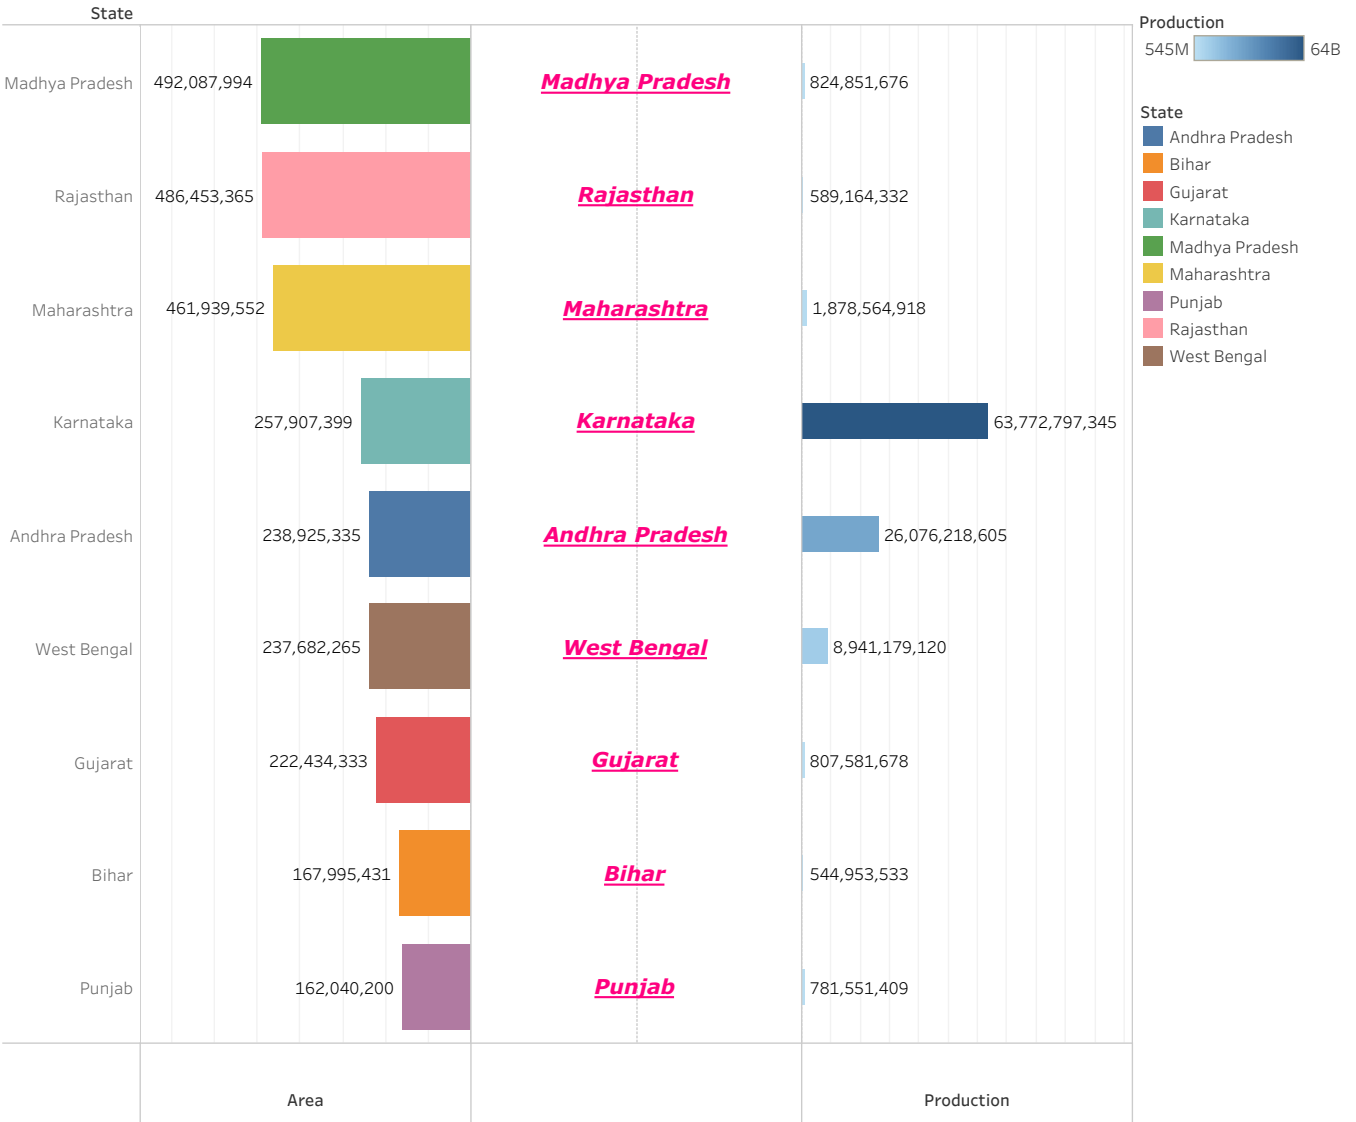 State
Madhya Pradesh 492,087,994 Madhya Pradesh 824,851,676
Rajasthan 486,453,365 Rajasthan 589,164,332
Maharashtra 461,939,552 Maharashtra 1,878,564,918
Karnataka 257,907,399 Karnataka 63,772,797,345
Andhra Pradesh 238,925,335 Andhra Pradesh 26,076,218,605
West Bengal 237,682,265 West Bengal 8,941,179,120
Gujarat 222,434,333 Gujarat 807,581,678
Bihar 167,995,431 Bihar 544,953,533
Punjab 162,040,200 Punjab 781,551,409
Area Production
Production
545M 64B
State
Andhra Pradesh
Bihar
Gujarat
Karnataka
Madhya Pradesh
Maharashtra
Punjab
Rajasthan
West Bengal